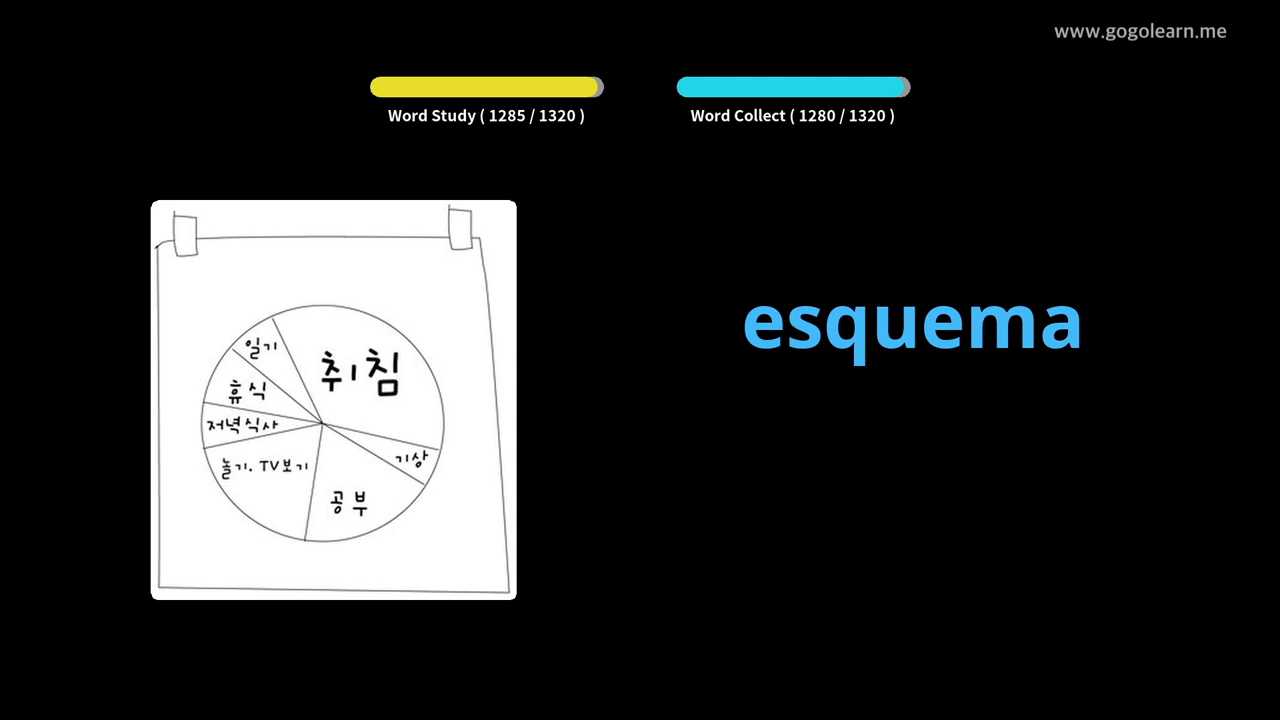 www.gogolearn.me
Word Study ( 1285 / 1320 )
Word Collect ( 1280 / 1320 )
esquema
일기
취침
휴식
저녁식사
기상
놀기. TV보기
공부